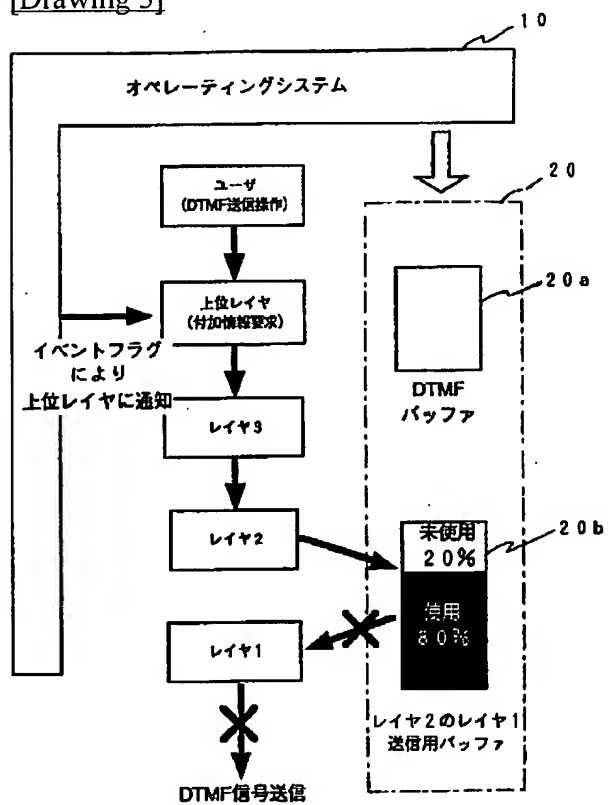 [Drawing 3]
10
オペレーティングシステム
20
ユーザ
(DTMF送信操作)
20a
上位レイヤ
(付加情報要求)
イベントフラグ
により
上位レイヤに通知
DTMF
バッファ
レイヤ3
レイヤ2
20b
未使用
20%
使用
80%
レイヤ1
レイヤ2のレイヤ1
送信用バッファ
DTMF信号送信